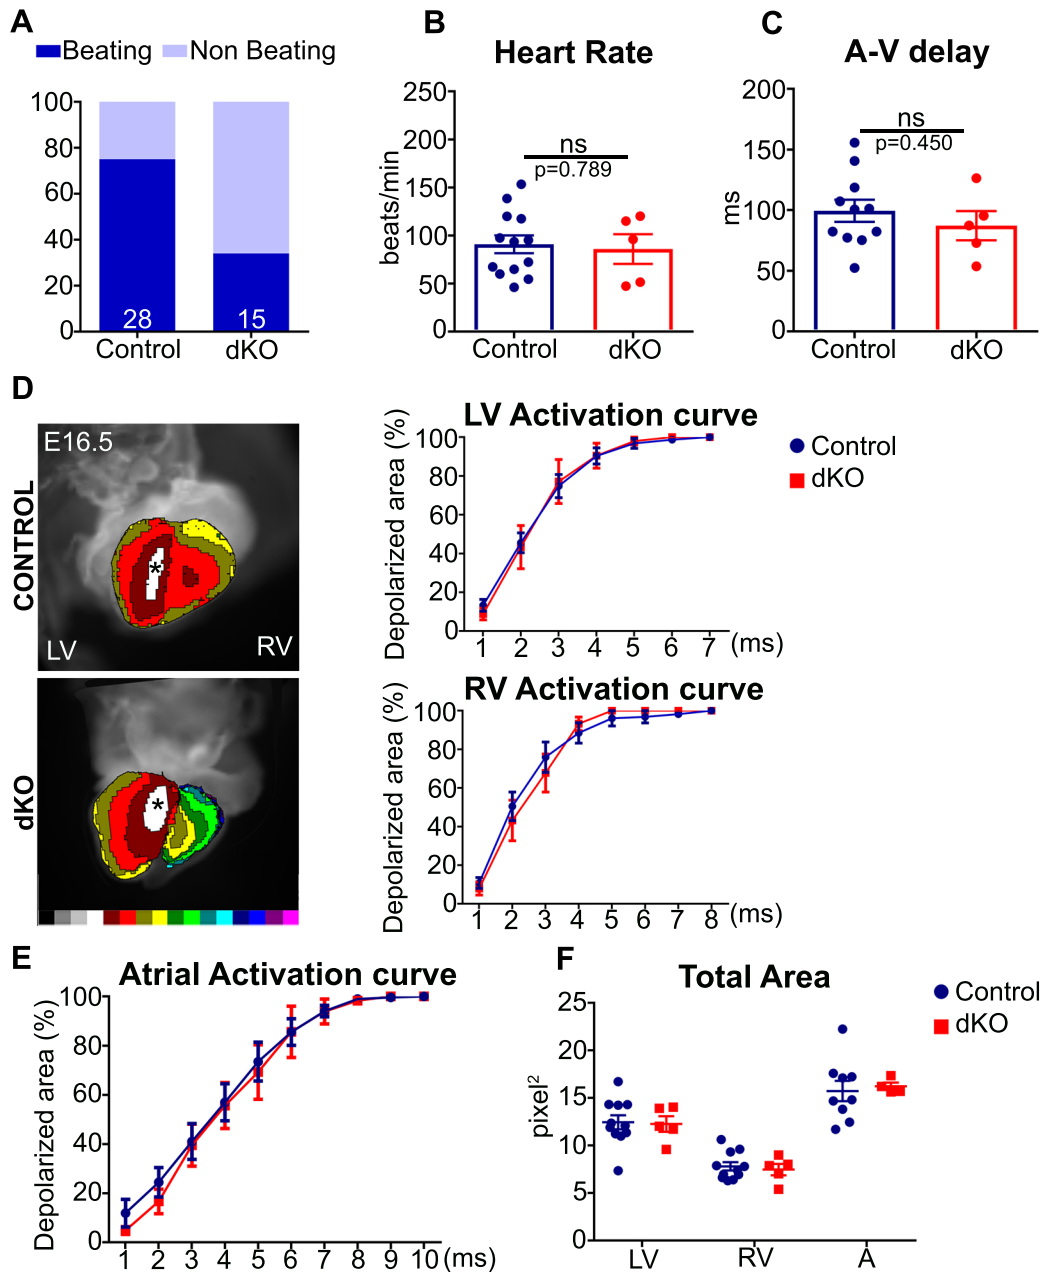 A
Beating
Non Beating
100
80
60
40
20
0
28
15
Control
dKO
B
Heart Rate
beats/min
250
200
150
100
50
0
ns
p=0.789
Control
dKO
C
A-V delay
ms
200
150
100
50
0
ns
p=0.450
Control
dKO
D
CONTROL
E16.5
LV
RV
dKO
*
*
LV Activation curve
Depolarized area (%)
100
80
60
40
20
0
1 2 3 4 5 6 7 (ms)
Control
dKO
RV Activation curve
Depolarized area (%)
100
80
60
40
20
0
1 2 3 4 5 6 7 8 (ms)
E
Atrial Activation curve
Depolarized area (%)
100
80
60
40
20
0
1 2 3 4 5 6 7 8 9 10 (ms)
F
Total Area
pixel²
25
20
15
10
5
0
LV
RV
A
Control
dKO